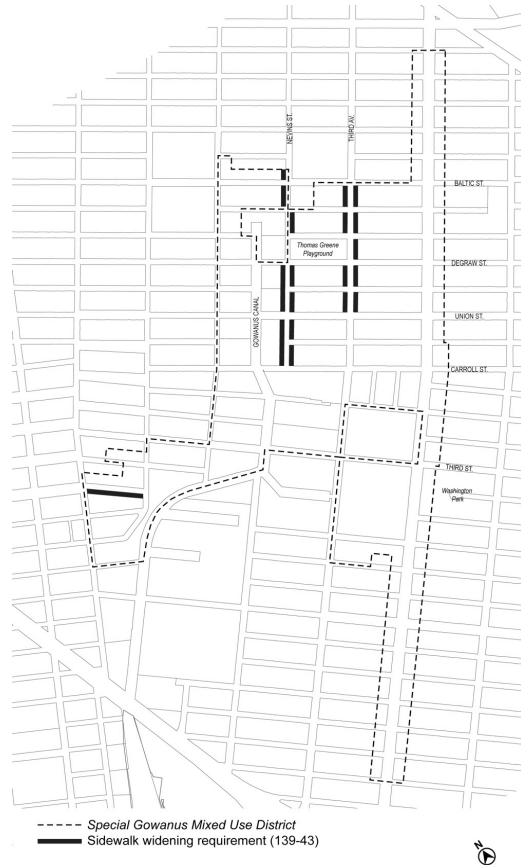 NEVINS ST.
THIRD AV.
BALTIC ST.
Thomas Greene
Playground
DEGRAW ST.
GOWANUS CANAL
UNION ST.
CARROLL ST.
THIRD ST.
Washington
Park
Special Gowanus Mixed Use District
Sidewalk widening requirement (139-43)
N